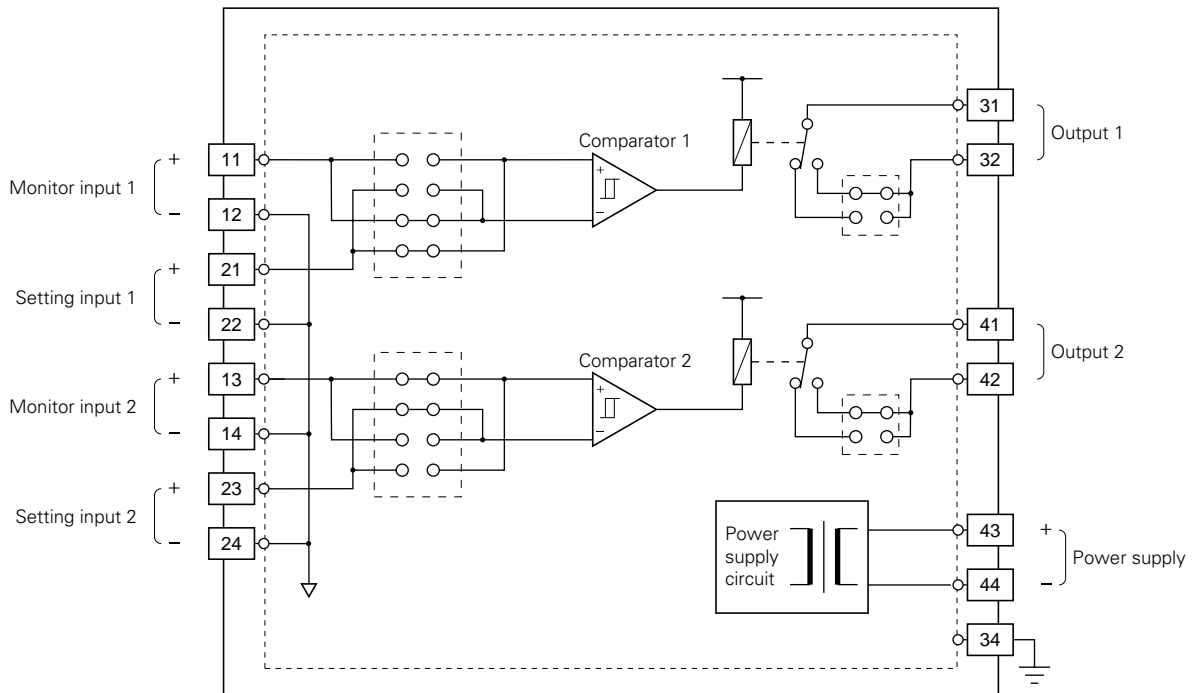 Monitor input 1
+
−
11
12
Setting input 1
+
−
21
22
Monitor input 2
+
−
13
14
Setting input 2
+
−
23
24
Comparator 1
+
−
Comparator 2
+
−
31
32
Output 1
41
42
Output 2
Power
supply
circuit
43
44
+
−
Power supply
34